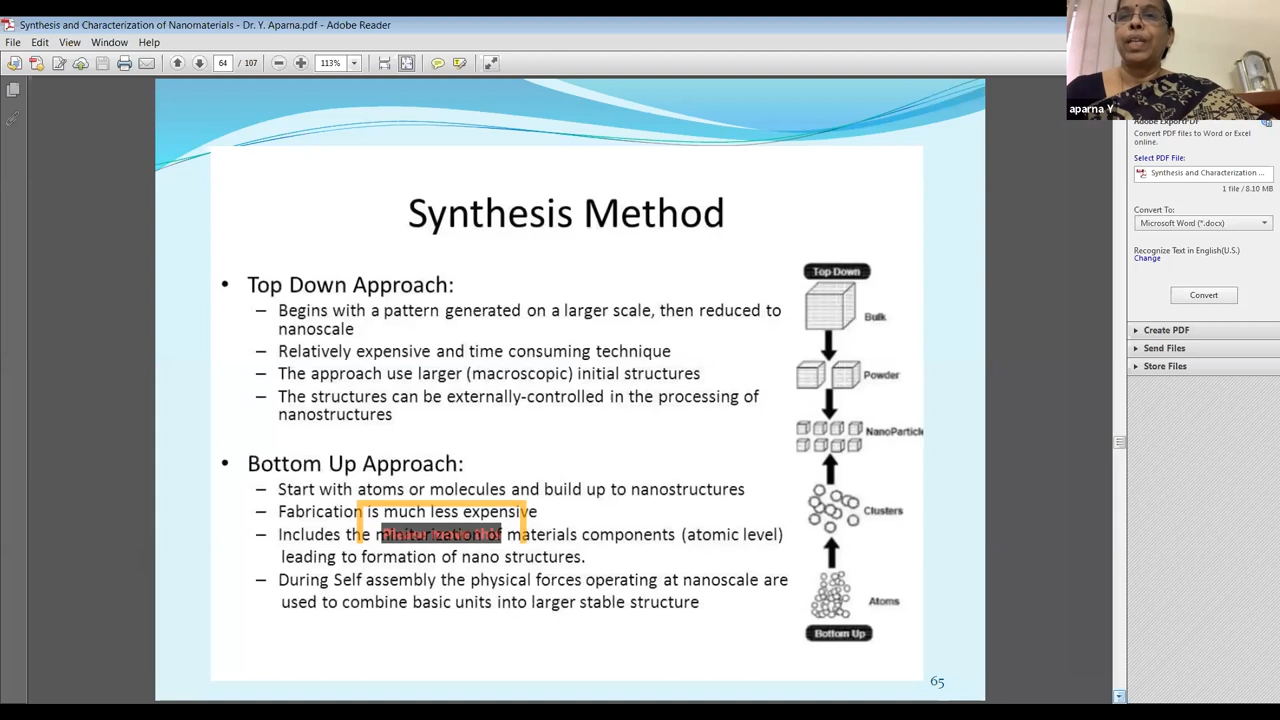 Synthesis and Characterization of Nanomaterials - Dr. Y. Aparna.pdf - Adobe Reader
File Edit View Window Help
64 / 107 113%
aparna Y
Adobe ExportPDF
Convert PDF files to Word or Excel
online.
Select PDF File:
Synthesis and Characterization ...
1 file / 8.10 MB
Convert To:
Microsoft Word (*.docx)
Recognize Text in English(U.S.)
Change
Convert
Create PDF
Send Files
Store Files
Synthesis Method
• Top Down Approach:
– Begins with a pattern generated on a larger scale, then reduced to
nanoscale
– Relatively expensive and time consuming technique
– The approach use larger (macroscopic) initial structures
– The structures can be externally-controlled in the processing of
nanostructures
• Bottom Up Approach:
– Start with atoms or molecules and build up to nanostructures
– Fabrication is much less expensive
– Includes the miniturization of materials components (atomic level)
leading to formation of nano structures.
– During Self assembly the physical forces operating at nanoscale are
used to combine basic units into larger stable structure
Top Down
Bulk
Powder
NanoParticle
Clusters
Atoms
Bottom Up
65